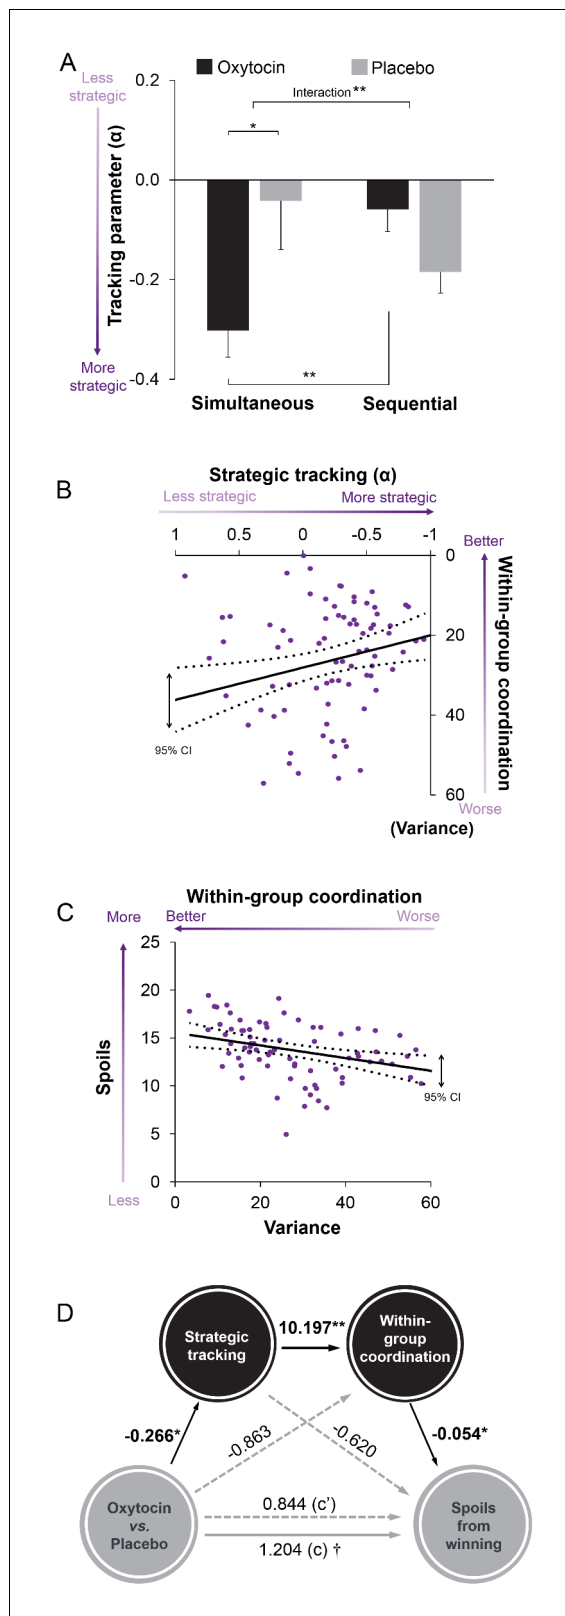 A
Oxytocin
Placebo
Less
strategic
More
strategic
Tracking parameter (α)
0.2
0.0
-0.2
-0.4
Interaction**
*
**
Simultaneous
Sequential
B
Strategic tracking (α)
Less strategic
More strategic
1
0.5
0
-0.5
-1
Better
0
20
40
60
Within-group coordination
Worse
(Variance)
95% CI
C
Within-group coordination
More
Better
Worse
25
20
15
10
5
0
Spoils
Less
95% CI
0
20
40
60
Variance
D
Strategic
tracking
10.197**
Within-
group
coordination
-0.266*
-0.863
-0.620
-0.054*
Oxytocin
vs.
Placebo
0.844 (c')
1.204 (c) †
Spoils
from
winning